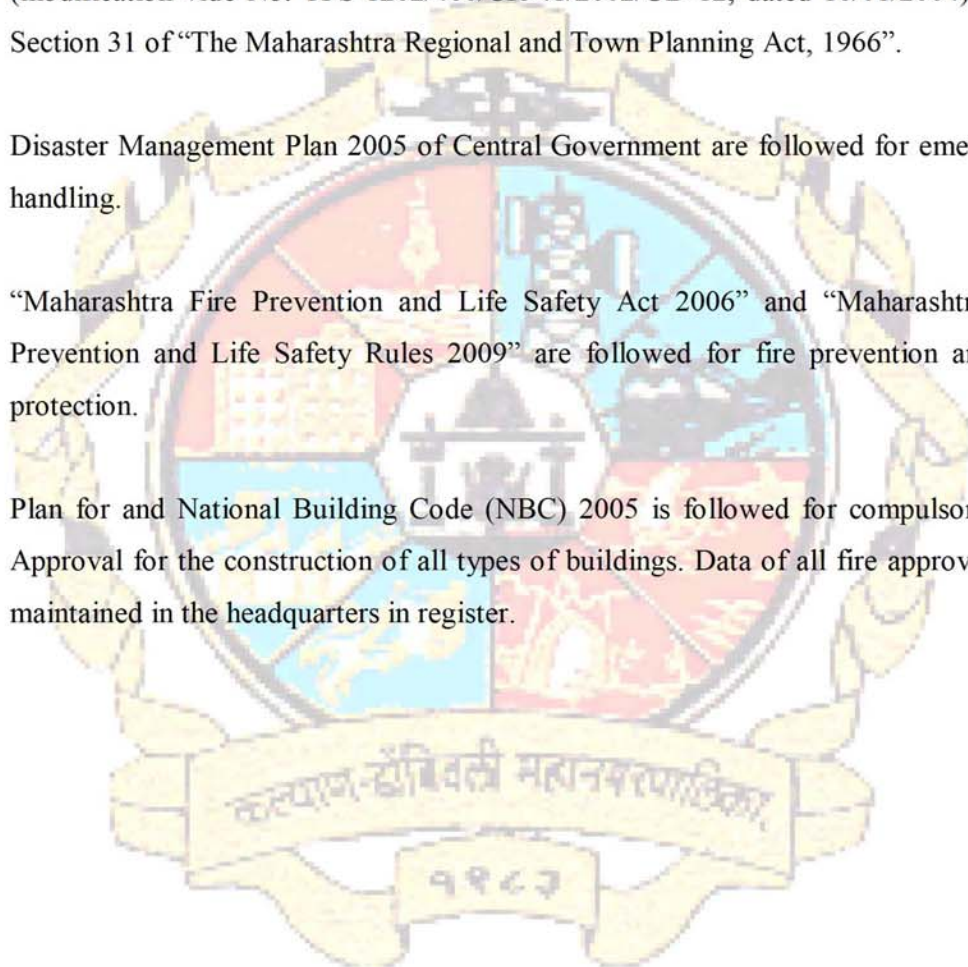 Section 31 of “The Maharashtra Regional and Town Planning Act, 1966”.
Disaster Management Plan 2005 of Central Government are followed for eme
handling.
“Maharashtra Fire Prevention and Life Safety Act 2006” and “Maharashtr
Prevention and Life Safety Rules 2009” are followed for fire prevention a
protection.
Plan for and National Building Code (NBC) 2005 is followed for compulsor
Approval for the construction of all types of buildings. Data of all fire approv
maintained in the headquarters in register.
कल्याण-डोंबिवली महानगरपालिका
१९८३